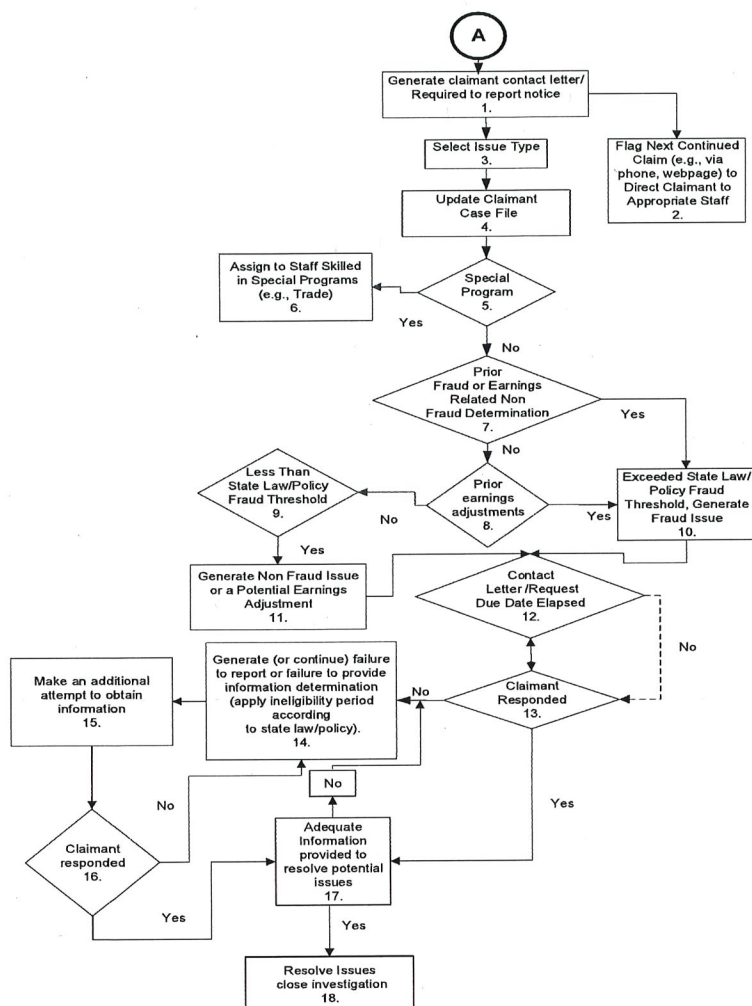 A
Generate claimant contact letter/
Required to report notice
1.
Select Issue Type
3.
Flag Next Continued
Claim (e.g., via
phone, webpage) to
Direct Claimant to
Appropriate Staff
2.
Update Claimant
Case File
4.
Assign to Staff Skilled
in Special Programs
(e.g., Trade)
6.
Special
Program
5.
Yes
No
Prior
Fraud or Earnings
Related Non
Fraud Determination
7.
Yes
No
Less Than
State Law/Policy
Fraud Threshold
9.
Prior
earnings
adjustments
8.
No
Yes
Exceeded State Law/
Policy Fraud
Threshold, Generate
Fraud Issue
10.
Yes
Generate Non Fraud Issue
or a Potential Earnings
Adjustment
11.
Contact
Letter /Request
Due Date Elapsed
12.
No
Make an additional
attempt to obtain
information
15.
Generate (or continue) failure
to report or failure to provide
information determination
(apply ineligibility period
according
to state law/policy).
14.
No
Claimant
Responded
13.
No
No
Yes
Claimant
responded
16.
Adequate
Information
provided to
resolve potential
issues
17.
Yes
Yes
Resolve Issues
close investigation
18.